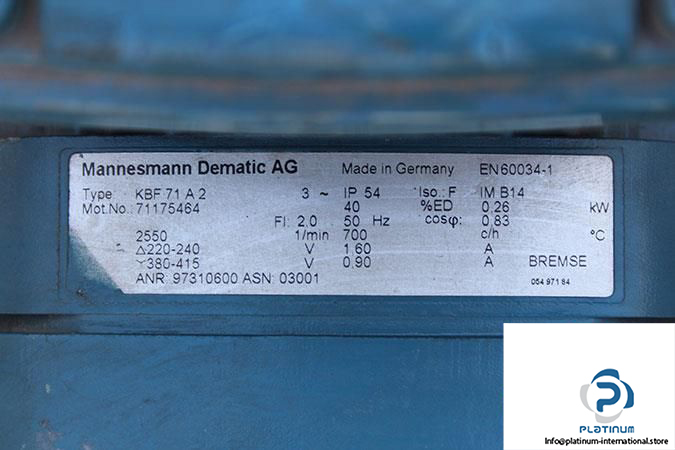 Mannesmann Dematic AG Made in Germany EN60034-1
Type: KBF 71 A 2 3 ~ IP 54 Iso.: F IM B14
Mot.No.: 71175464 40 %ED 0,26 kW
FI: 2.0 50 Hz cosφ: 0,83
2550 1/min 700 c/h °C
△220-240 V 1,60 A
Y380-415 V 0,90 A BREMSE
ANR: 97310600 ASN: 03001 054 971 84
PLATINUM
Info@platinum-international.store